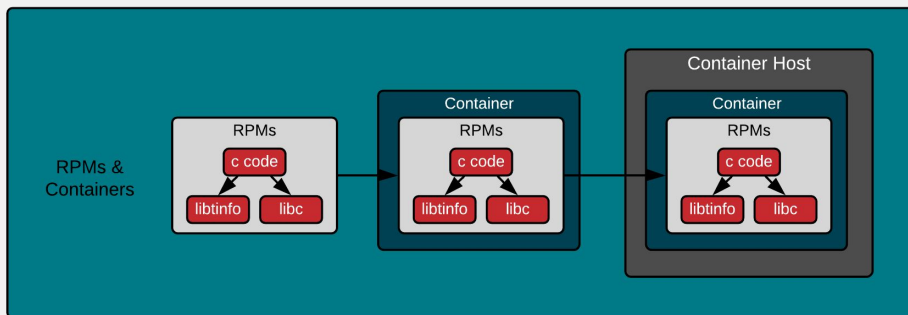 RPMs &
Containers
RPMs
c code
libtinfo
libc
Container
RPMs
c code
libtinfo
libc
Container Host
Container
RPMs
c code
libtinfo
libc